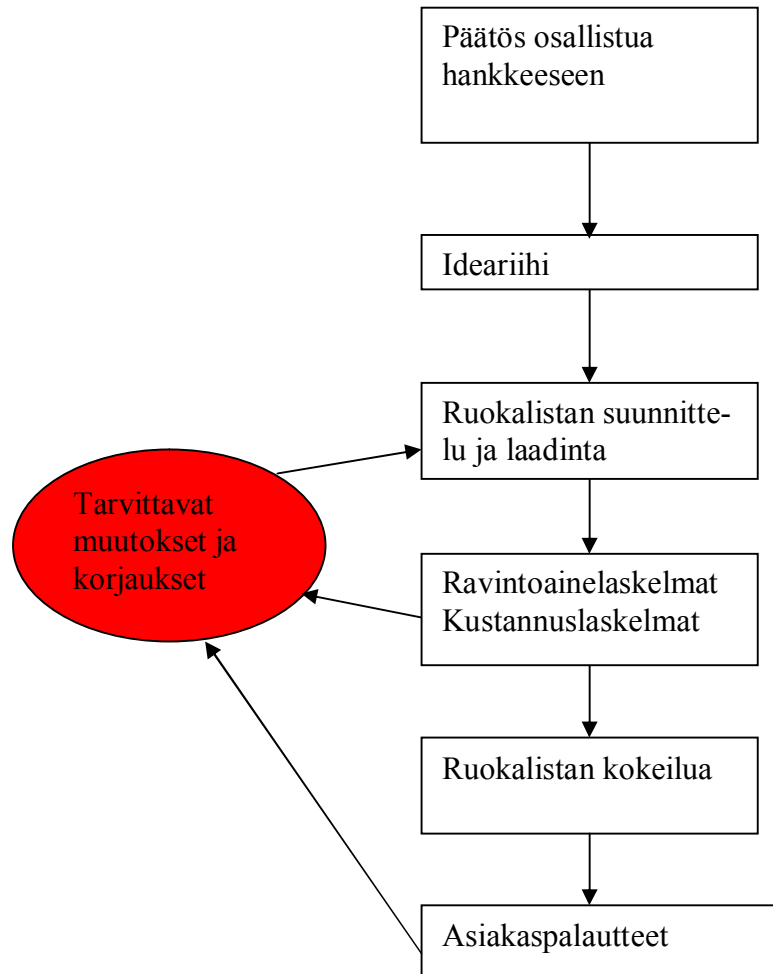 Päätös osallistua
hankkeeseen
Ideariihi
Ruokalistan suunnitte-
lu ja laadinta
Tarvittavat
muutokset ja
korjaukset
Ravintoainelaskelmat
Kustannuslaskelmat
Ruokalistan kokeilua
Asiakaspalautteet